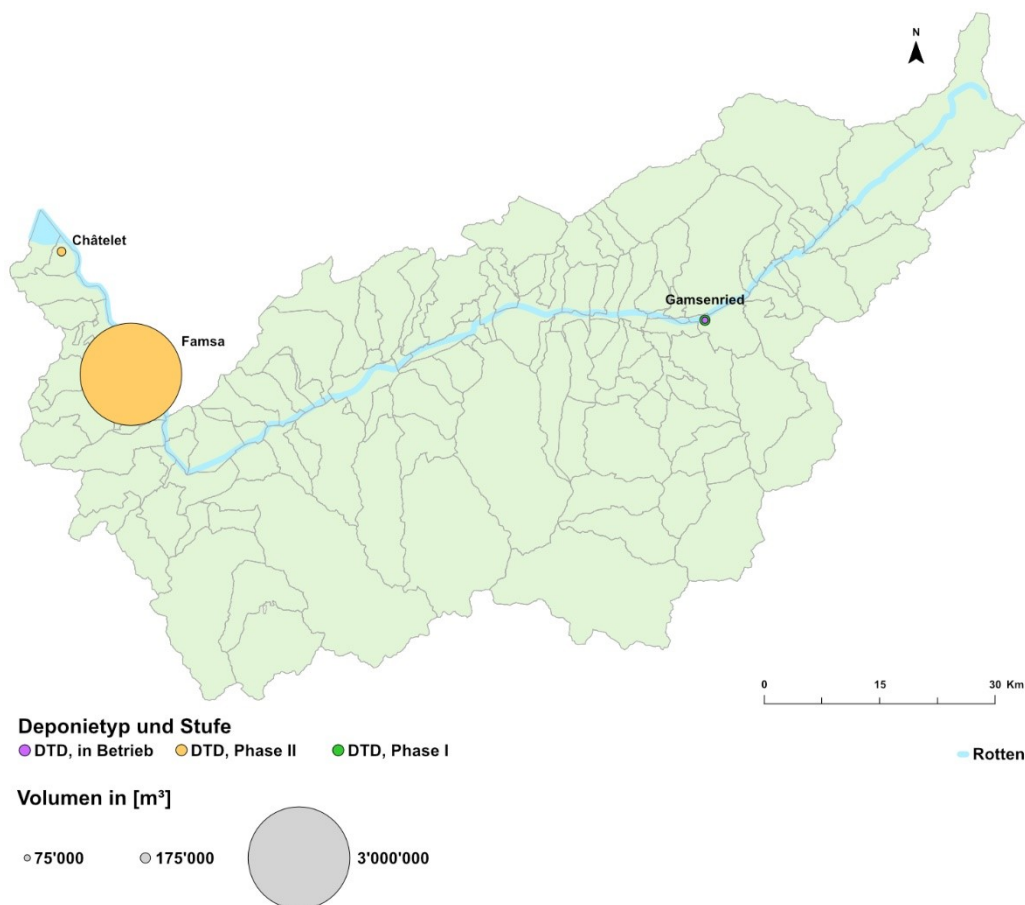 N
Châtelet
Gamsenried
Famsa
0 15 30 Km
Deponietyp und Stufe
DTD, in Betrieb DTD, Phase II DTD, Phase I
Rotten
Volumen in [m³]
75'000 175'000 3'000'000